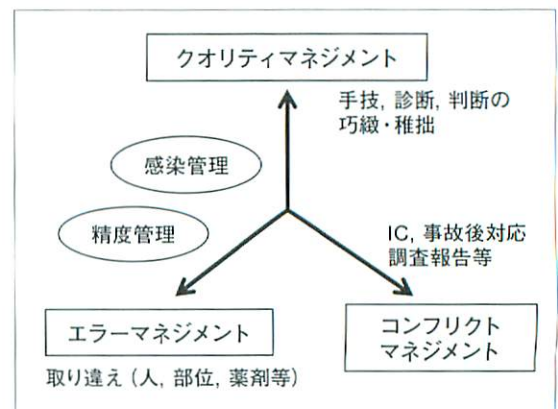 クオリティマネジメント
手技, 診断, 判断の
巧緻・稚拙
感染管理
精度管理
IC, 事故後対応
調査報告等
エラーマネジメント
コンフリクト
マネジメント
取り違え（人, 部位, 薬剤等）